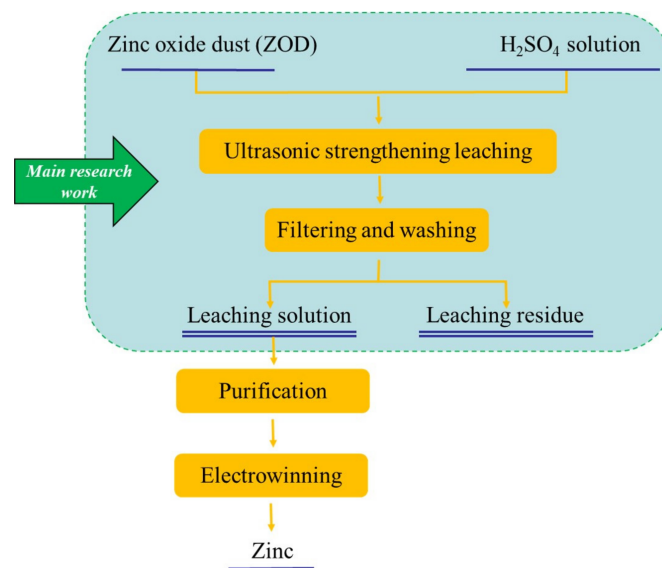 Zinc oxide dust (ZOD)
H₂SO₄ solution
Ultrasonic strengthening leaching
Main research
work
Filtering and washing
Leaching solution
Leaching residue
Purification
Electrowinning
Zinc